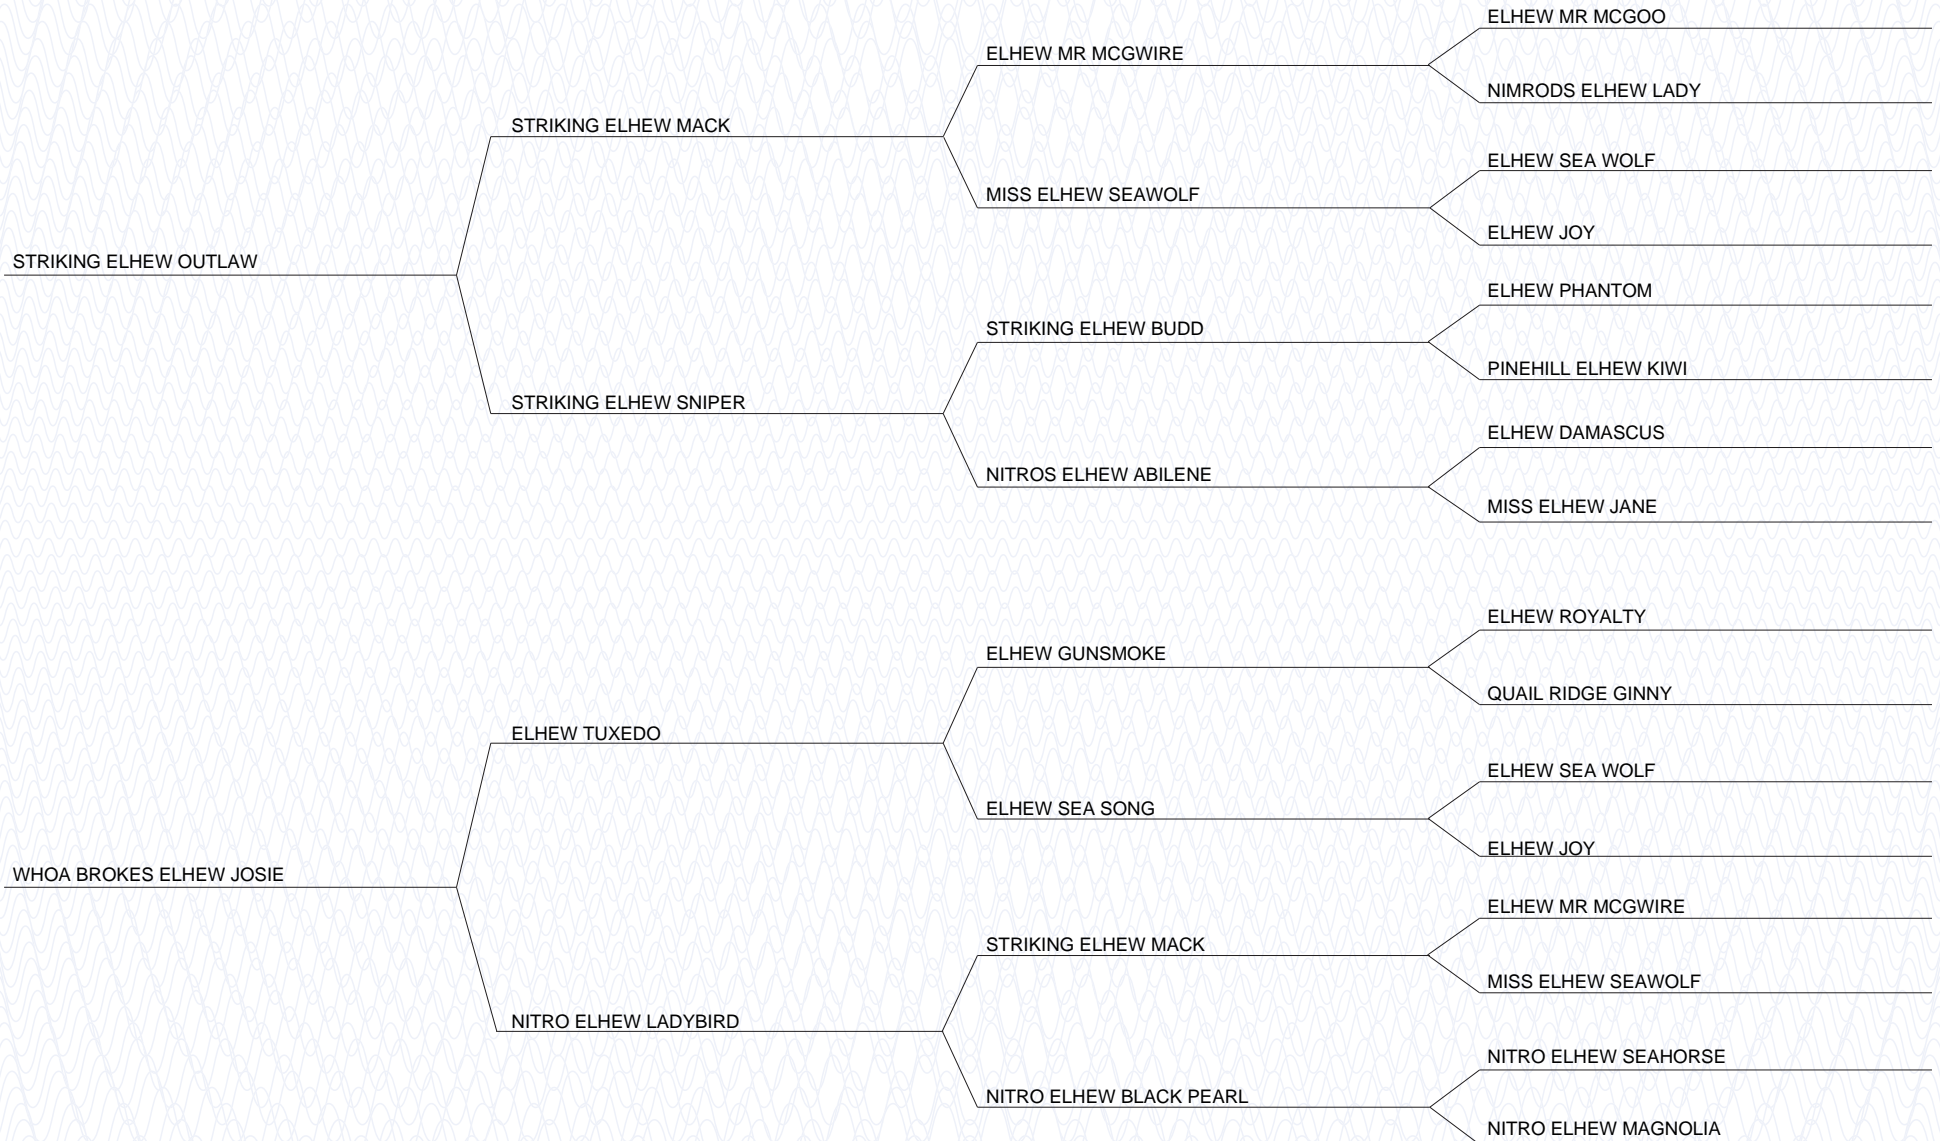 ELHEW MR MCGOO
ELHEW MR MCGWIRE
NIMRODS ELHEW LADY
STRIKING ELHEW MACK
ELHEW SEA WOLF
MISS ELHEW SEAWOLF
ELHEW JOY
STRIKING ELHEW OUTLAW
ELHEW PHANTOM
STRIKING ELHEW BUDD
PINEHILL ELHEW KIWI
STRIKING ELHEW SNIPER
ELHEW DAMASCUS
NITROS ELHEW ABILENE
MISS ELHEW JANE
ELHEW ROYALTY
ELHEW GUNSMOKE
QUAIL RIDGE GINNY
ELHEW TUXEDO
ELHEW SEA WOLF
ELHEW SEA SONG
ELHEW JOY
WHOA BROKES ELHEW JOSIE
ELHEW MR MCGWIRE
STRIKING ELHEW MACK
MISS ELHEW SEAWOLF
NITRO ELHEW LADYBIRD
NITRO ELHEW SEAHORSE
NITRO ELHEW BLACK PEARL
NITRO ELHEW MAGNOLIA